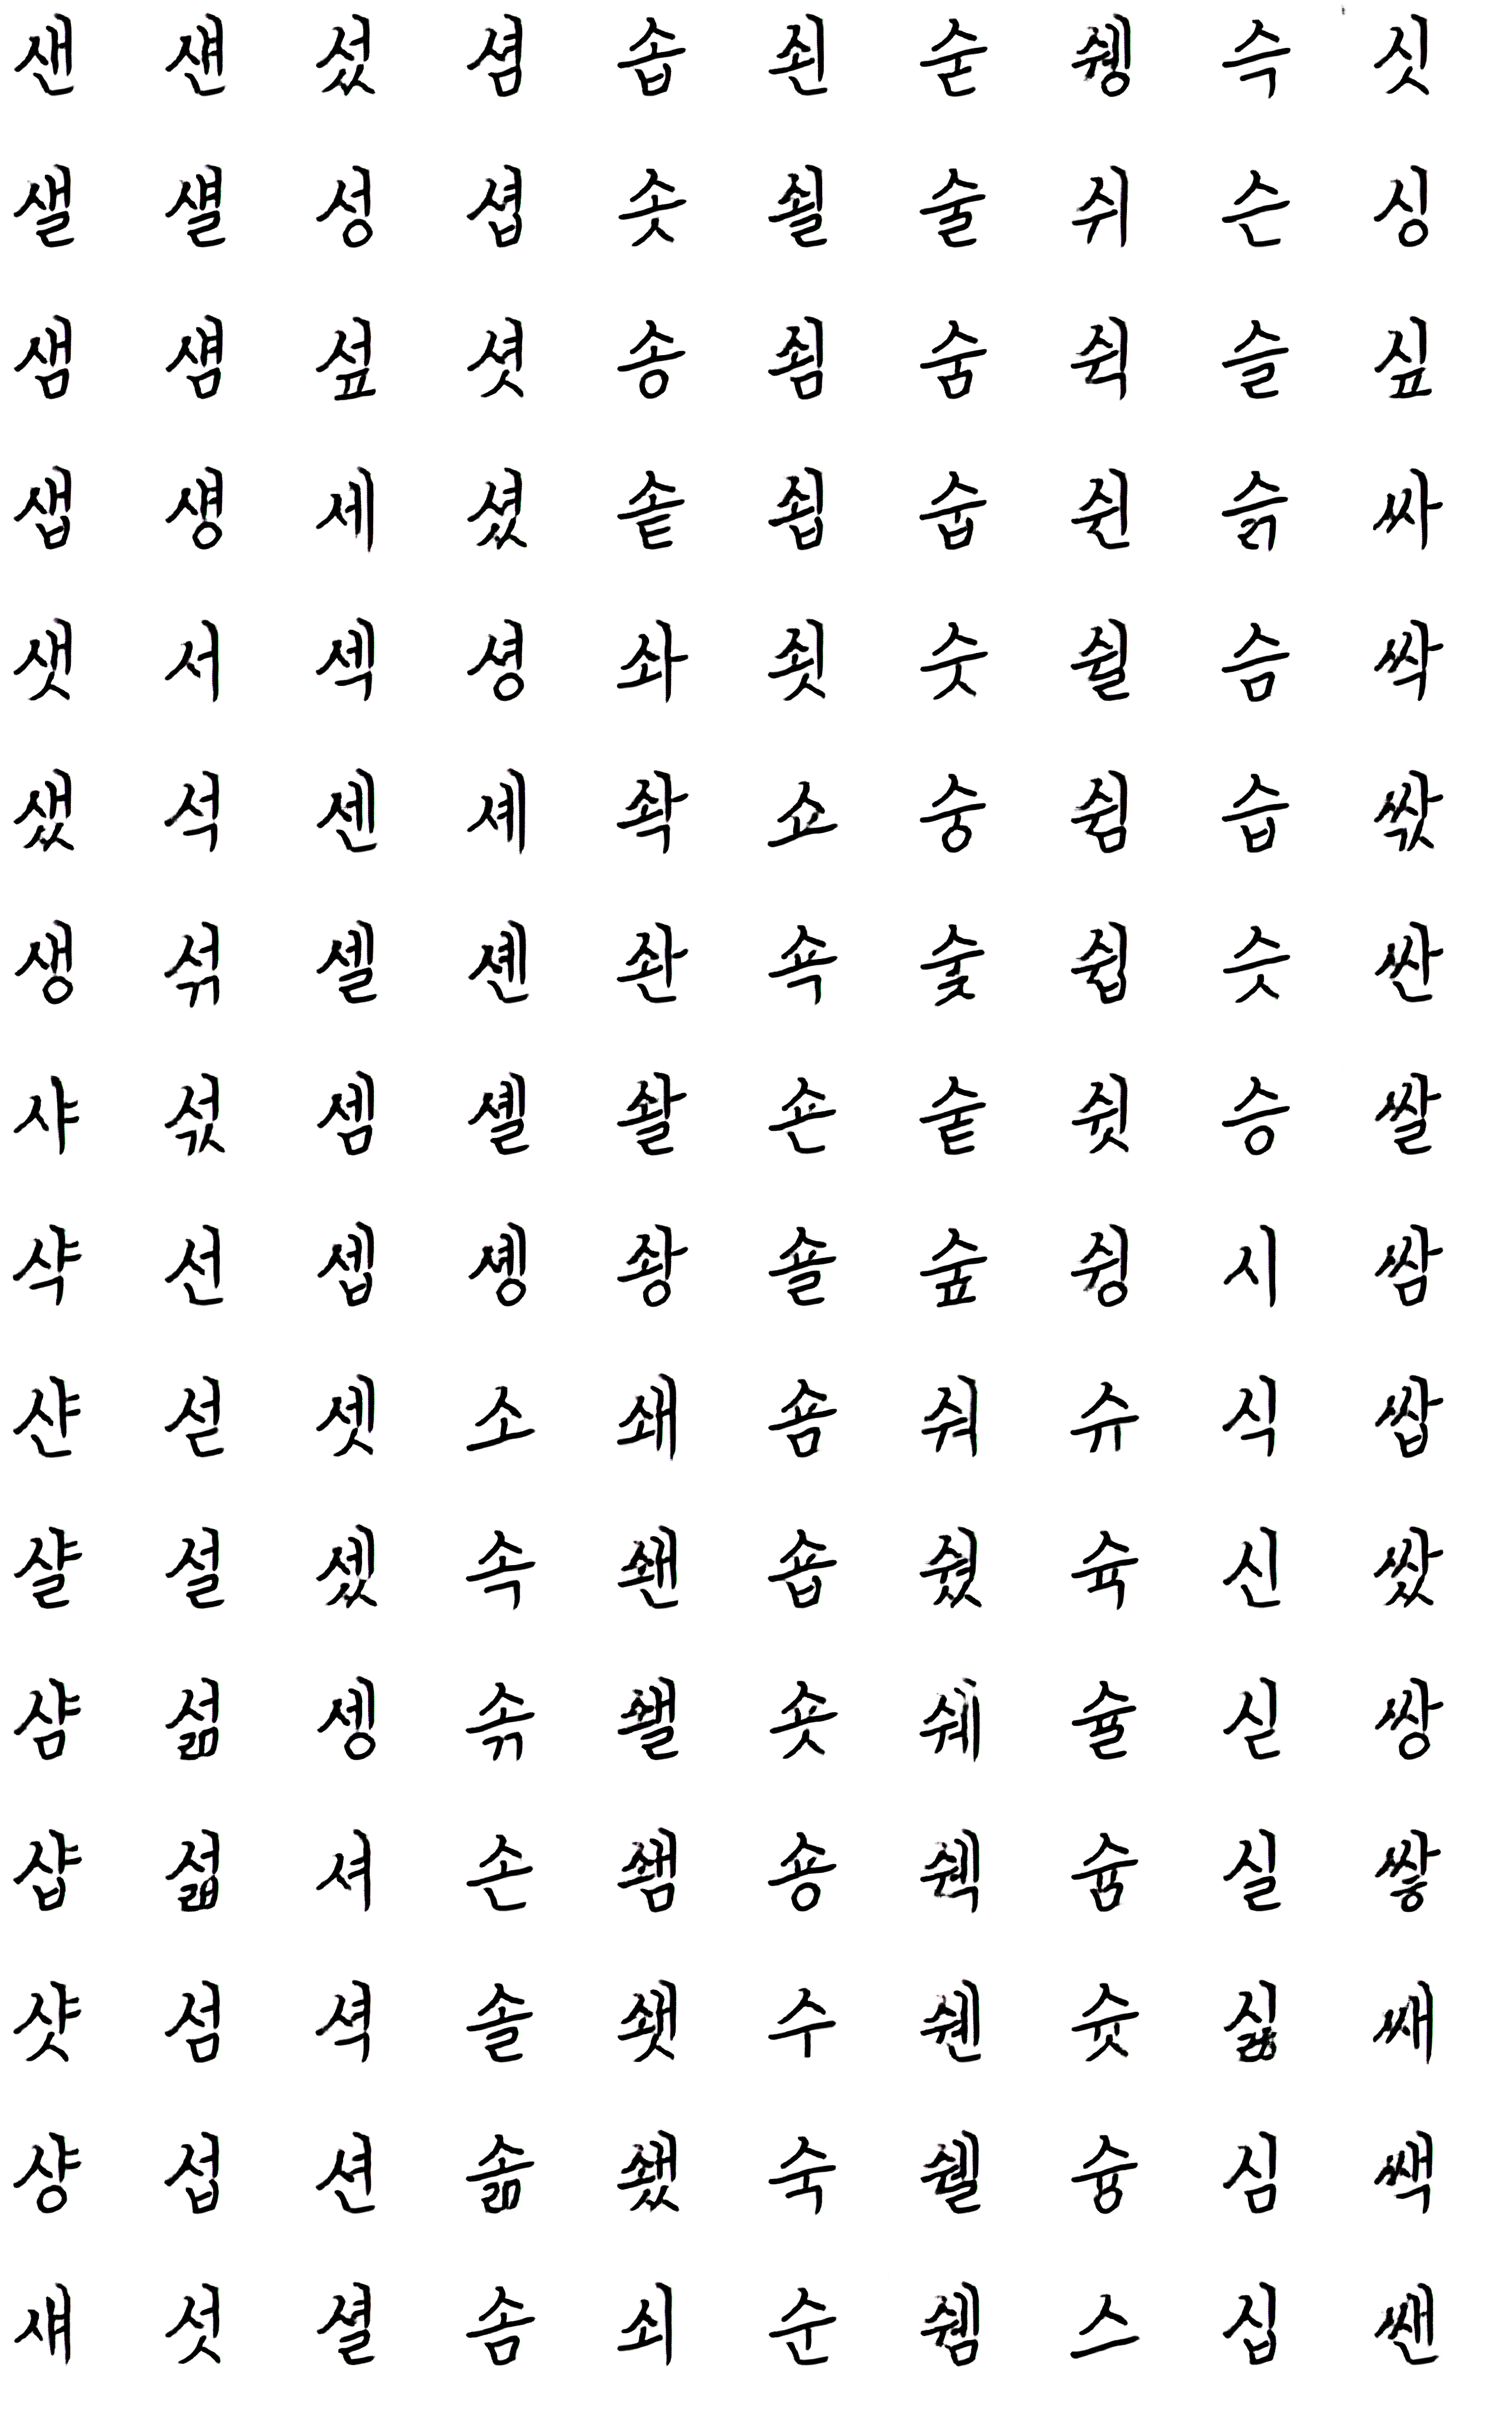 샌 섄 섰 셤 솝 쇤 숟 쉥 슥 싯
샐 섈 성 셥 솟 쇨 술 쉬 슨 싱
샘 섐 섶 셧 송 쇰 숨 쉭 슬 싶
샙 섕 세 셨 솥 쇱 숩 쉰 슭 싸
샛 서 섹 셩 솨 쇳 숫 쉴 슴 싹
샜 석 센 셰 솩 쇼 숭 쉼 습 싻
생 섞 셀 셴 솬 쇽 숯 쉽 슷 싼
샤 섟 셈 셸 솰 숀 숱 쉿 승 쌀
샥 선 셉 솅 솽 숄 숲 슁 시 쌈
샨 섣 셋 소 쇄 숌 숴 슈 식 쌉
샬 설 셌 속 쇈 숍 쉈 슉 신 쌌
샴 섦 셍 솎 쇌 숏 쉐 슐 싣 쌍
샵 섧 셔 손 쇔 숑 쉑 슘 실 쌓
샷 섬 셕 솔 쇗 수 쉔 슛 싫 쌔
샹 섭 션 솖 쇘 숙 쉘 슝 심 쌕
섀 섯 셜 솜 쇠 순 쉠 스 십 쌘